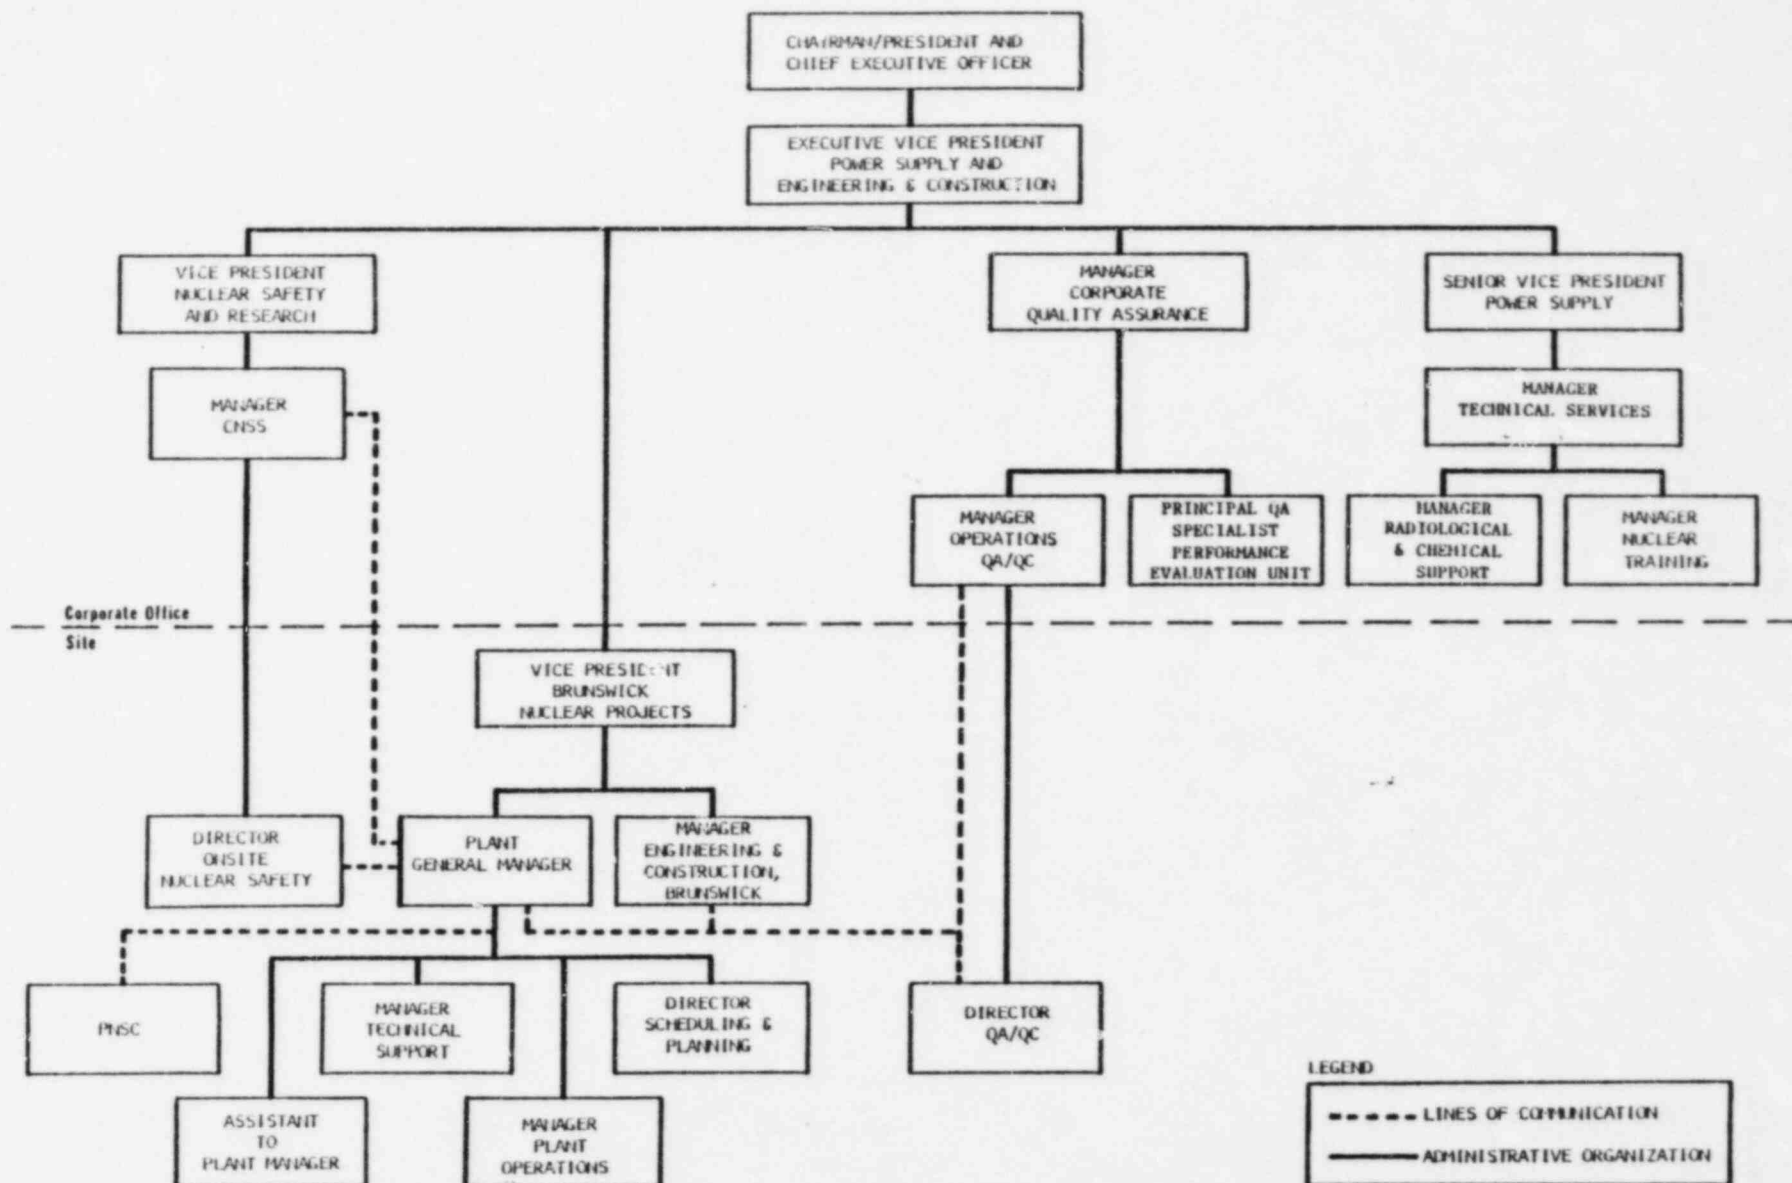 CHAIRMAN/PRESIDENT AND
CHIEF EXECUTIVE OFFICER
EXECUTIVE VICE PRESIDENT
POWER SUPPLY AND
ENGINEERING & CONSTRUCTION
VICE PRESIDENT
NUCLEAR SAFETY
AND RESEARCH
MANAGER
CORPORATE
QUALITY ASSURANCE
SENIOR VICE PRESIDENT
POWER SUPPLY
MANAGER
CNSS
MANAGER
TECHNICAL SERVICES
MANAGER
OPERATIONS
QA/QC
PRINCIPAL QA
SPECIALIST
PERFORMANCE
EVALUATION UNIT
MANAGER
RADIOLOGICAL
& CHEMICAL
SUPPORT
MANAGER
NUCLEAR
TRAINING
Corporate Office
Site
VICE PRESIDENT
BRUNSWICK
NUCLEAR PROJECTS
DIRECTOR
ONSITE
NUCLEAR SAFETY
PLANT
GENERAL MANAGER
MANAGER
ENGINEERING &
CONSTRUCTION,
BRUNSWICK
PNSC
MANAGER
TECHNICAL
SUPPORT
DIRECTOR
SCHEDULING &
PLANNING
DIRECTOR
QA/QC
ASSISTANT
TO
PLANT MANAGER
MANAGER
PLANT
OPERATIONS
LEGEND
LINES OF COMMUNICATION
ADMINISTRATIVE ORGANIZATION